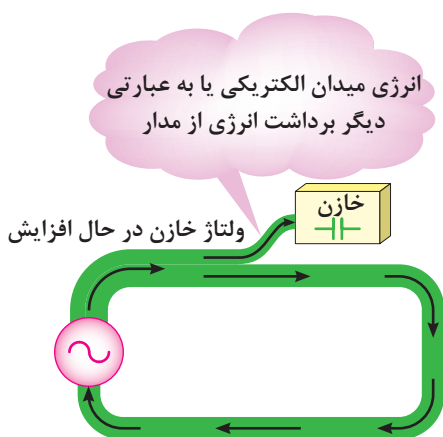 انرژی میدان الکتریکی یا به عبارتی
دیگر برداشت انرژی از مدار
خازن
ولتاژ خازن در حال افزایش